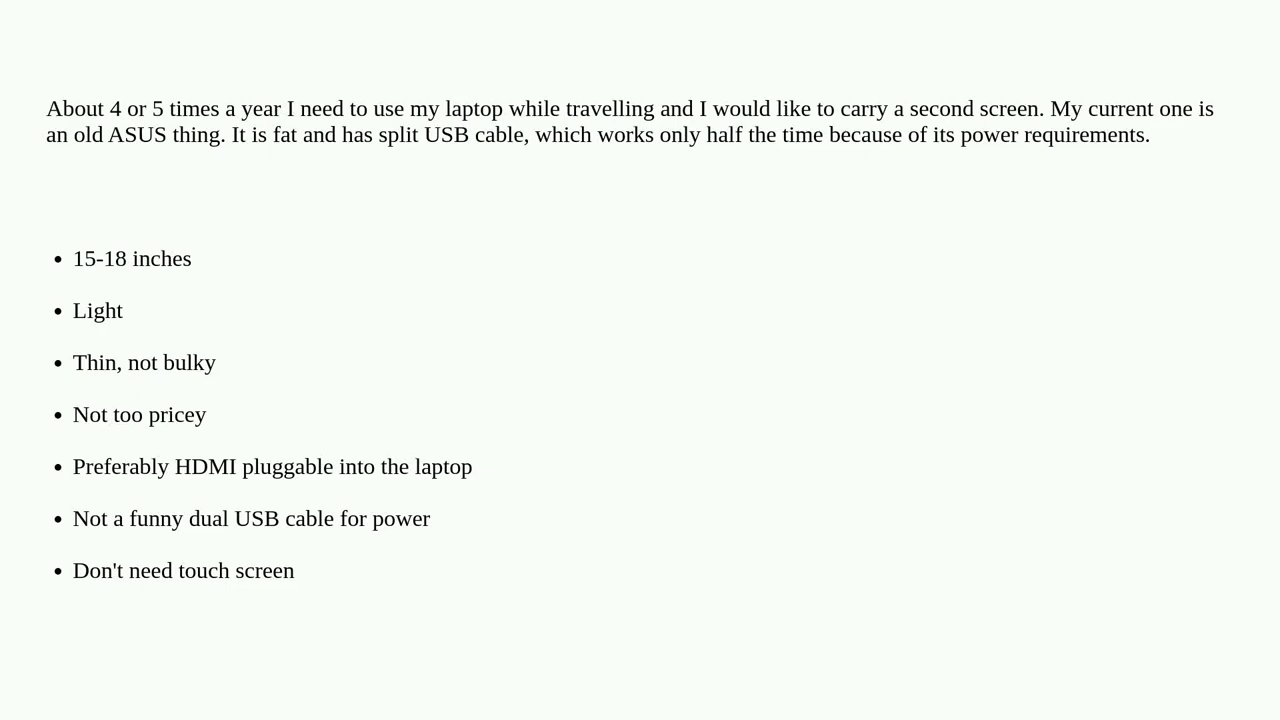 About 4 or 5 times a year I need to use my laptop while travelling and I would like to carry a second screen. My current one is
an old ASUS thing. It is fat and has split USB cable, which works only half the time because of its power requirements.
• 15-18 inches
• Light
• Thin, not bulky
• Not too pricey
• Preferably HDMI pluggable into the laptop
• Not a funny dual USB cable for power
• Don't need touch screen